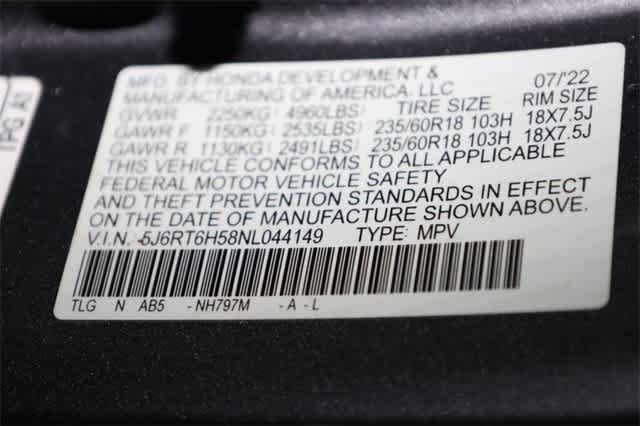 MFD. BY HONDA DEVELOPMENT &
MANUFACTURING OF AMERICA, LLC 07/22
GVWR 2250KG ( 4960LBS) TIRE SIZE RIM SIZE
GAWR F 1150KG ( 2535LBS) 235/60R18 103H 18X7.5J
GAWR R 1130KG ( 2491LBS) 235/60R18 103H 18X7.5J
THIS VEHICLE CONFORMS TO ALL APPLICABLE
FEDERAL MOTOR VEHICLE SAFETY
AND THEFT PREVENTION STANDARDS IN EFFECT
ON THE DATE OF MANUFACTURE SHOWN ABOVE.
V.I.N. 5J6RT6H58NL044149 TYPE: MPV
TLG N AB5 -NH797M -A-L